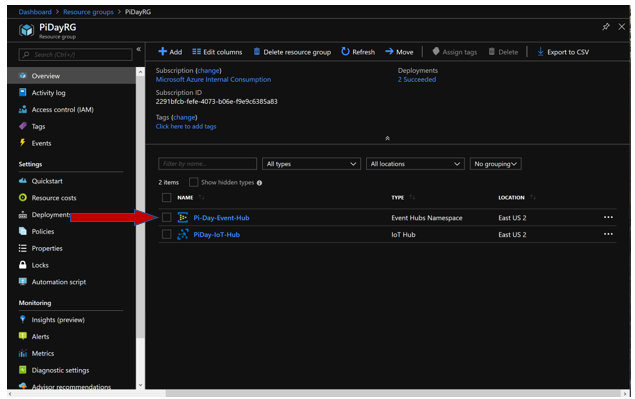 Dashboard > Resource groups > PiDayRG
PiDayRG
Resource group
Search (Ctrl+/)
Overview
Activity log
Access control (IAM)
Tags
Events
Settings
Quickstart
Resource costs
Deployments
Policies
Properties
Locks
Automation script
Monitoring
Insights (preview)
Alerts
Metrics
Diagnostic settings
Advisor recommendations
Add Edit columns Delete resource group Refresh Move Assign tags Delete Export to CSV
Subscription (change)
Microsoft Azure Internal Consumption
Deployments
2 Succeeded
Subscription ID
2291bfcb-fefe-4073-b06e-f9e9c6385a83
Tags (change)
Click here to add tags
Filter by name... All types All locations No grouping
2 items Show hidden types
NAME TYPE LOCATION
Pi-Day-Event-Hub Event Hubs Namespace East US 2
PiDay-IoT-Hub IoT Hub East US 2